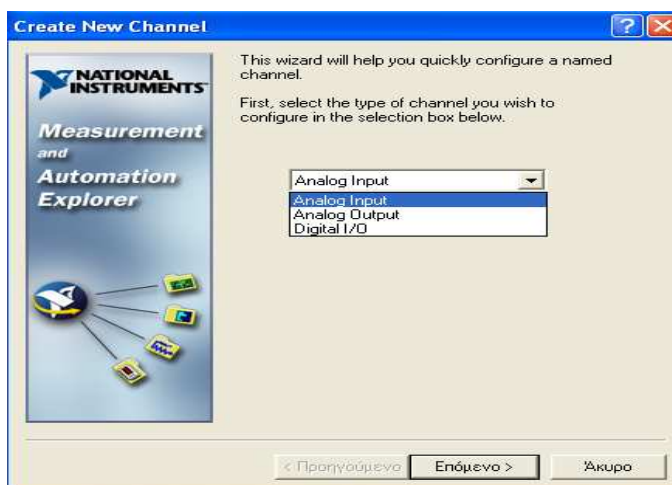 Create New Channel
NATIONAL
INSTRUMENTS
Measurement
and
Automation
Explorer
This wizard will help you quickly configure a named
channel.
First, select the type of channel you wish to
configure in the selection box below.
Analog Input
Analog Input
Analog Output
Digital I/O
< Προηγούμενο
Επόμενο >
Άκυρο